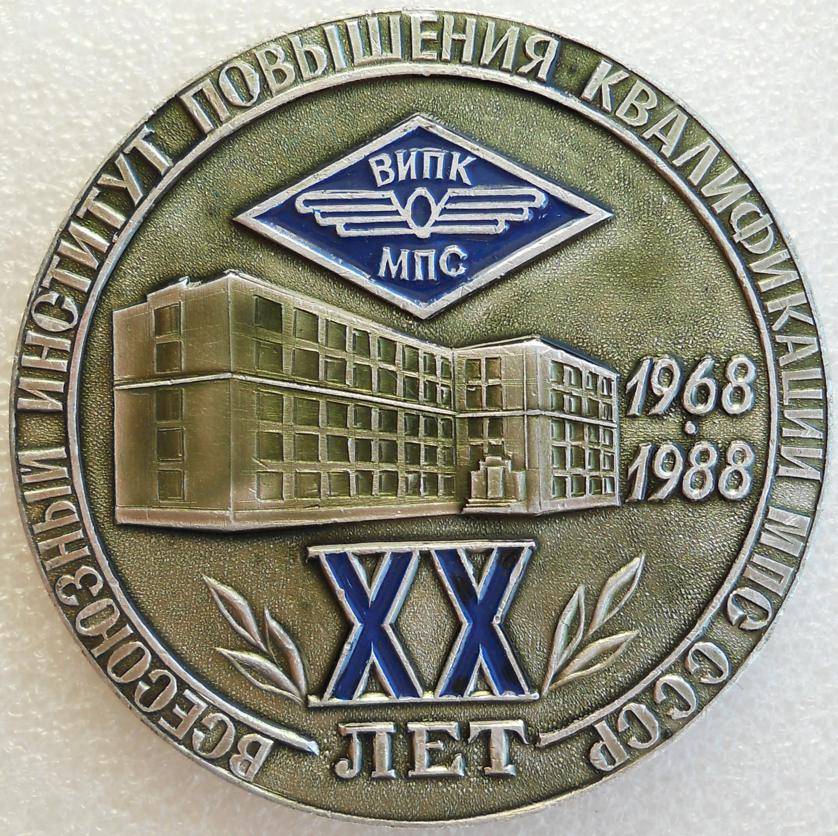 ВСЕСОЮЗНЫЙ ИНСТИТУТ ПОВЫШЕНИЯ КВАЛИФИКАЦИИ МПС СССР
ВИПК
МПС
1968
1988
XX
ЛЕТ